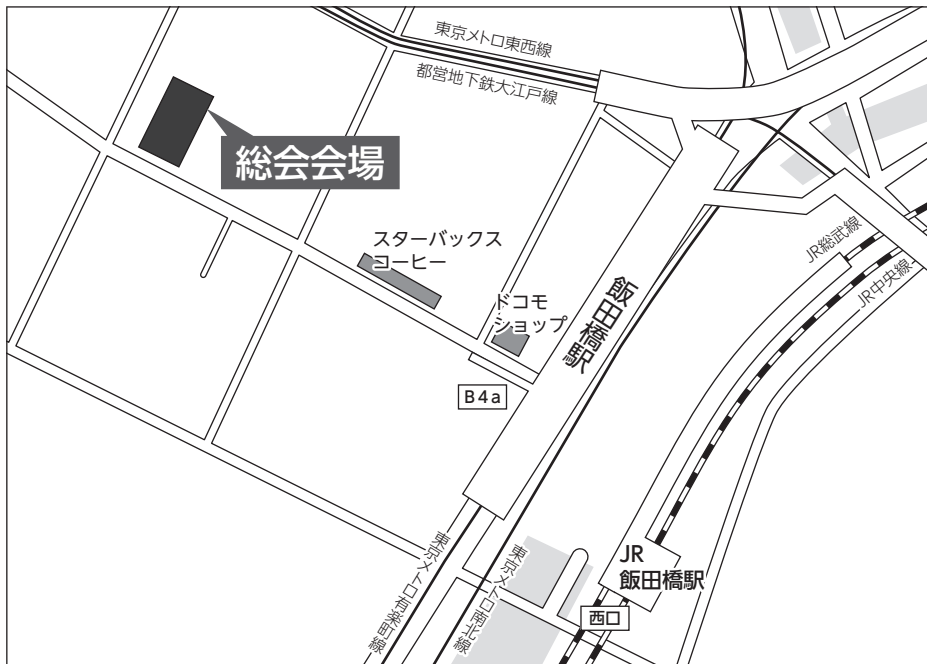 東京メトロ東西線
都営地下鉄大江戸線
総会会場
スターバックス
コーヒー
ドコモ
ショップ
飯田橋駅
B4a
JR総武線
JR中央線
東京メトロ有楽町線
東京メトロ南北線
JR
飯田橋駅
西口